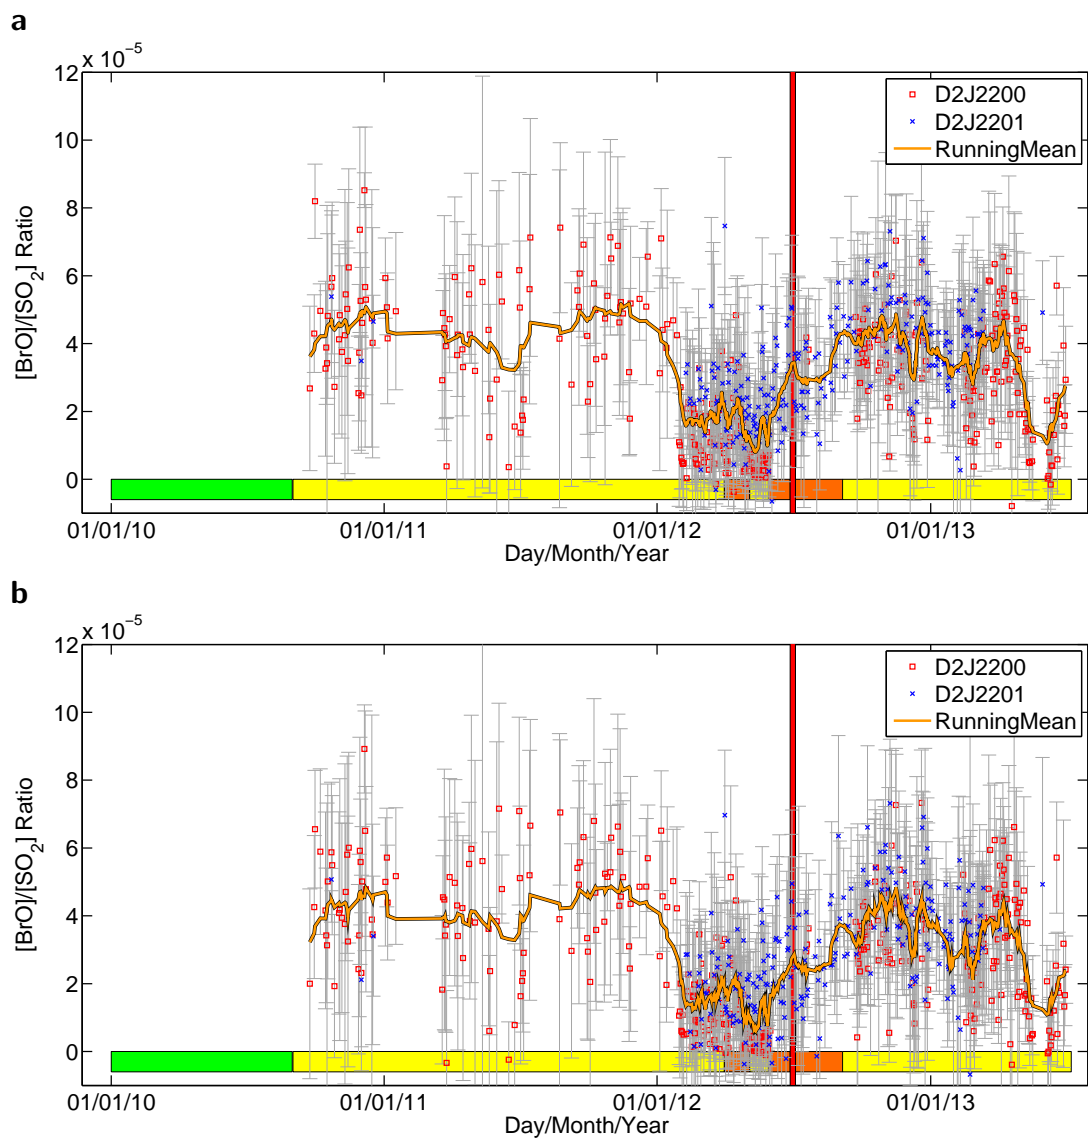 a
x 10⁻⁵
12
10
8
6
4
2
0
[BrO]/[SO₂] Ratio
D2J2200
D2J2201
RunningMean
01/01/10 01/01/11 01/01/12 01/01/13
Day/Month/Year
b
x 10⁻⁵
12
10
8
6
4
2
0
[BrO]/[SO₂] Ratio
D2J2200
D2J2201
RunningMean
01/01/10 01/01/11 01/01/12 01/01/13
Day/Month/Year